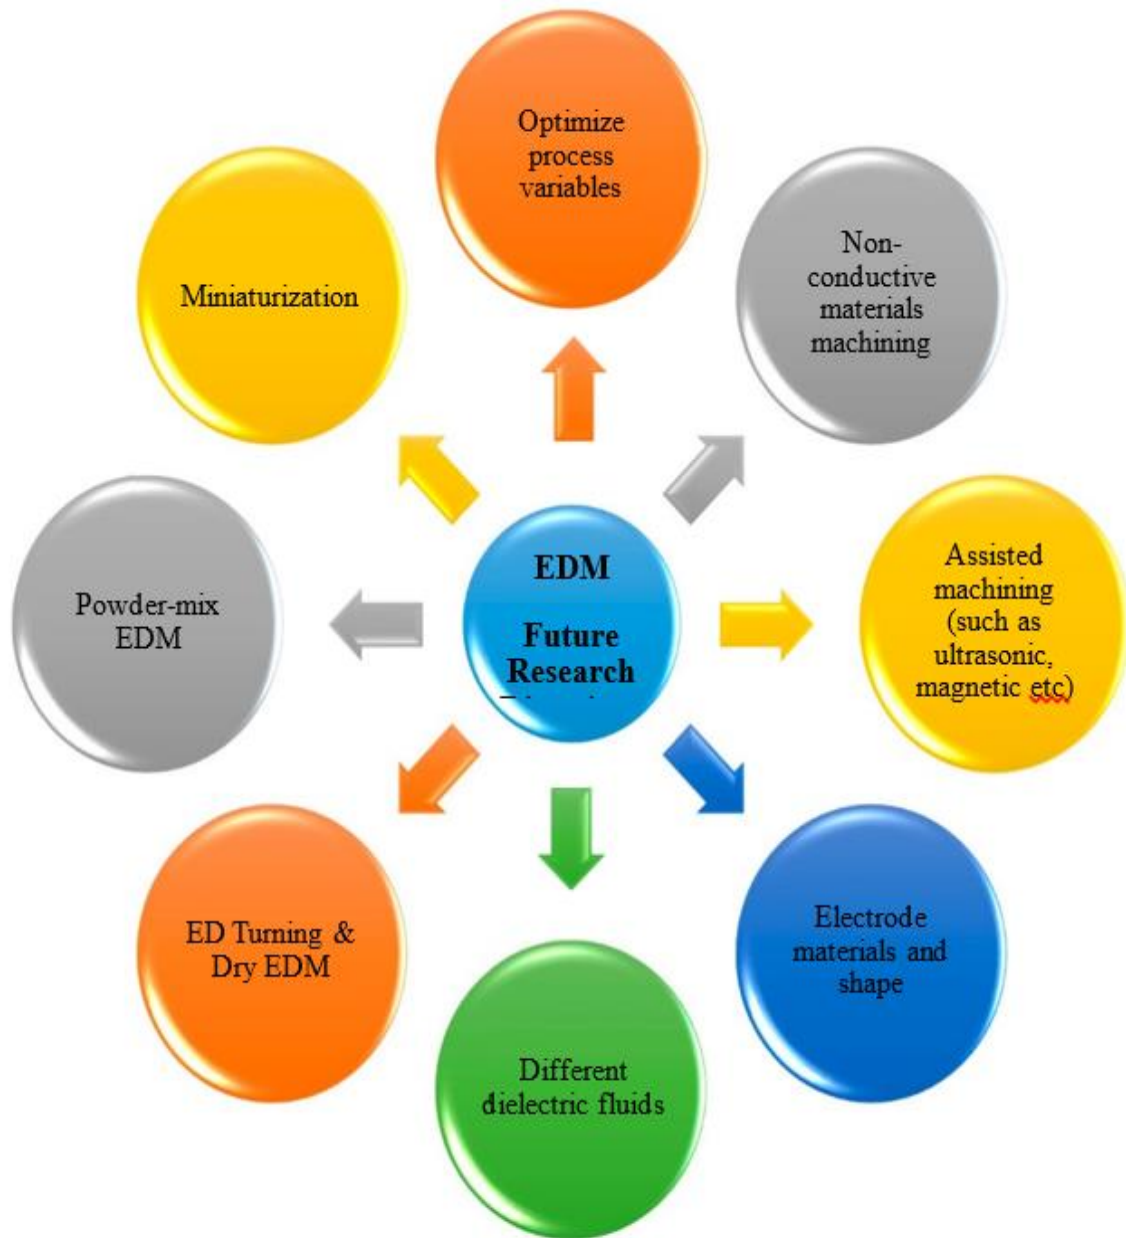 Optimize
process
variables
Non-
conductive
materials
machining
Assisted
machining
(such as
ultrasonic,
magnetic etc)
Electrode
materials and
shape
Different
dielectric fluids
ED Turning &
Dry EDM
Powder-mix
EDM
Miniaturization
EDM
Future
Research